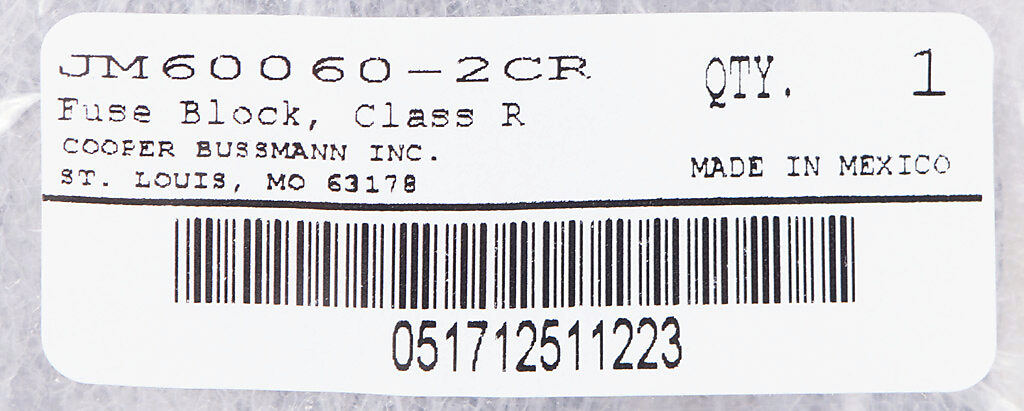 JM60060-2CR
QTY. 1
Fuse Block, Class R
COOPER BUSSMANN INC.
ST. LOUIS, MO 63178
MADE IN MEXICO
051712511223